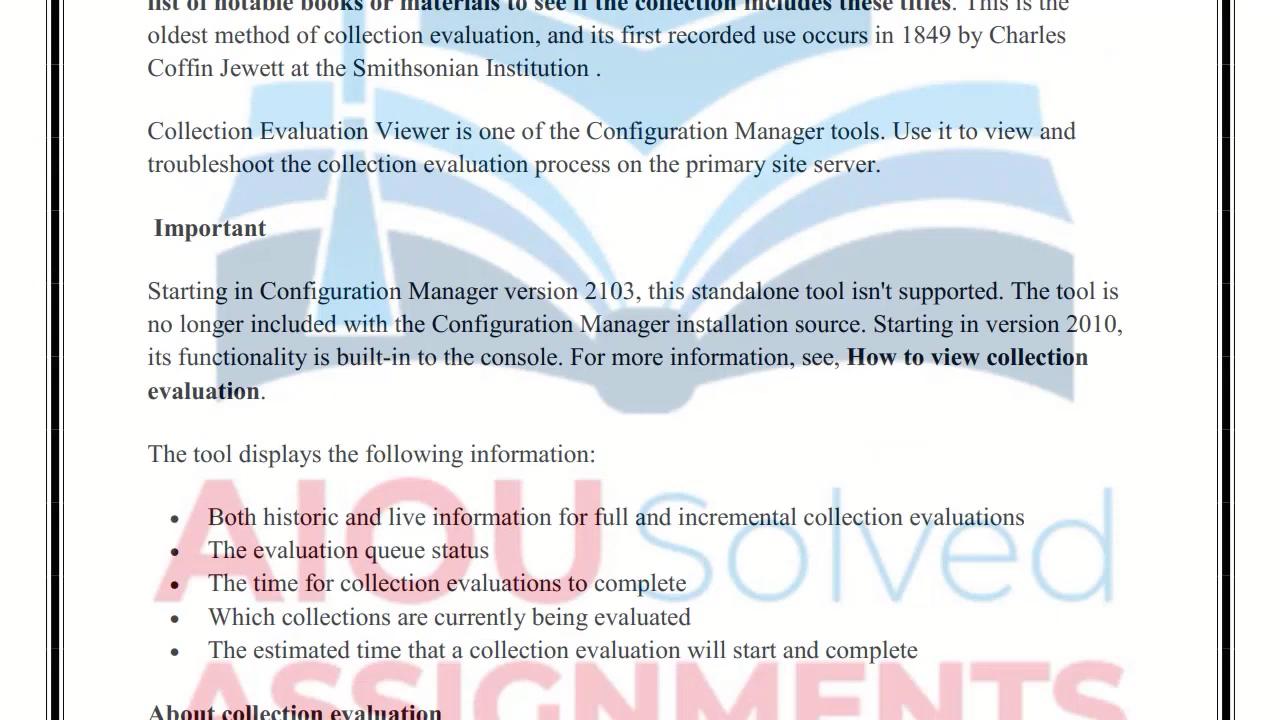 list of notable books or materials to see if the collection includes these titles. This is the
oldest method of collection evaluation, and its first recorded use occurs in 1849 by Charles
Coffin Jewett at the Smithsonian Institution .
Collection Evaluation Viewer is one of the Configuration Manager tools. Use it to view and
troubleshoot the collection evaluation process on the primary site server.
Important
Starting in Configuration Manager version 2103, this standalone tool isn't supported. The tool is
no longer included with the Configuration Manager installation source. Starting in version 2010,
its functionality is built-in to the console. For more information, see, How to view collection
evaluation.
The tool displays the following information:
• Both historic and live information for full and incremental collection evaluations
• The evaluation queue status
• The time for collection evaluations to complete
• Which collections are currently being evaluated
• The estimated time that a collection evaluation will start and complete
About collection evaluation
AIOU Solved
ASSIGNMENTS